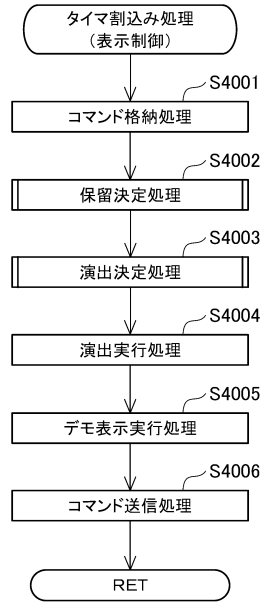 タイマ割込み処理
(表示制御)
S4001
コマンド格納処理
S4002
保留決定処理
S4003
演出決定処理
S4004
演出実行処理
S4005
デモ表示実行処理
S4006
コマンド送信処理
RET